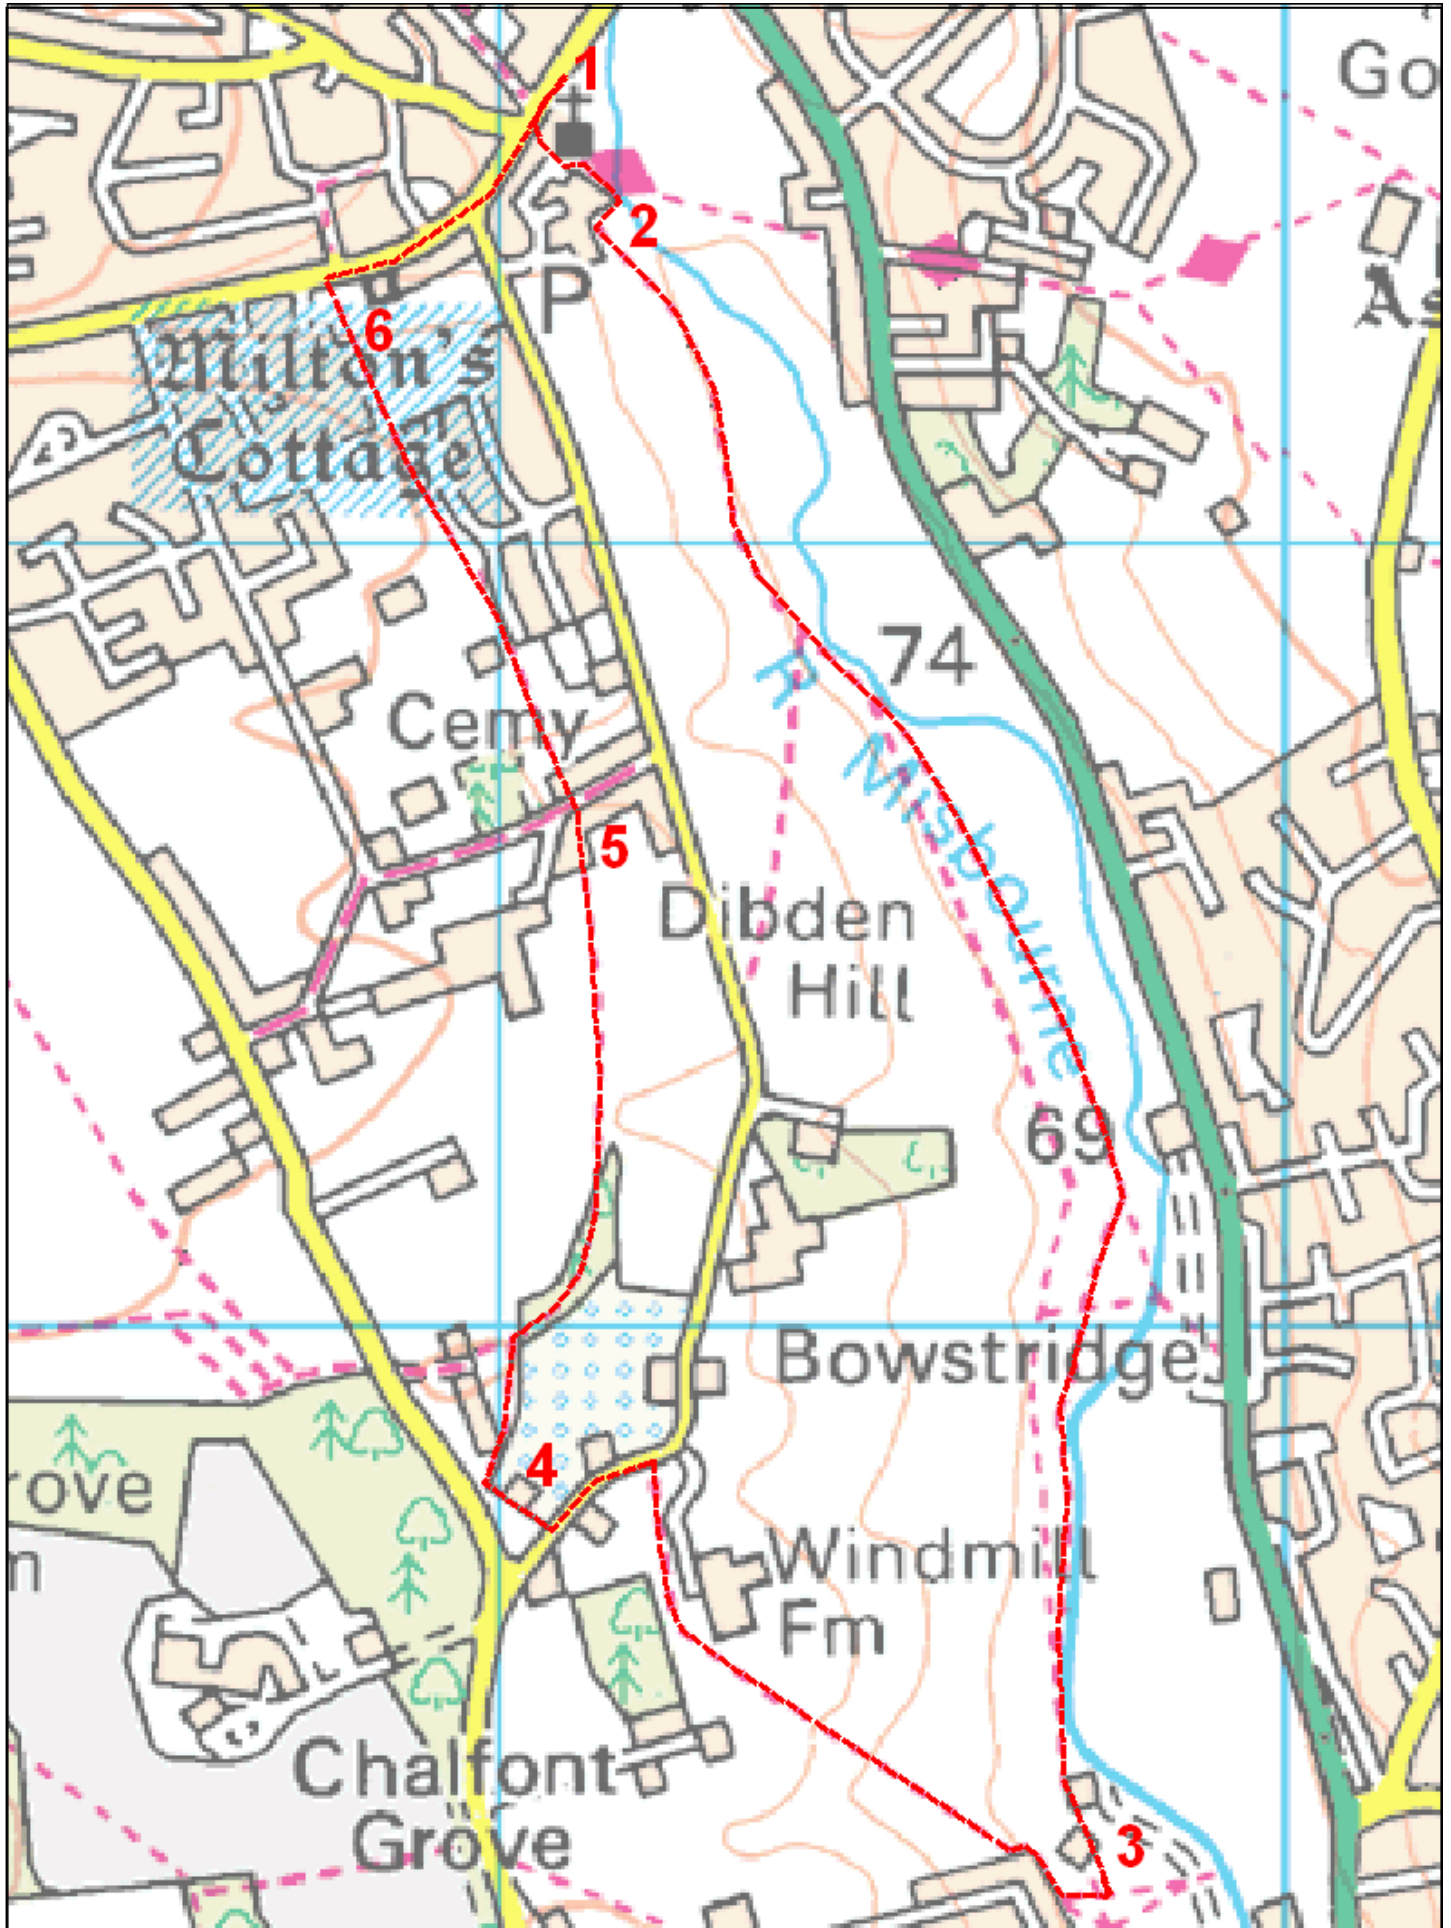 1
Go
2
P
As
6
Milton's
Cottage
74
R
Cemy
Misbourne
5
Dibden
Hill
69
Bowstridge
4
rove
Windmill
Fm
n
Chalfont
Grove
3